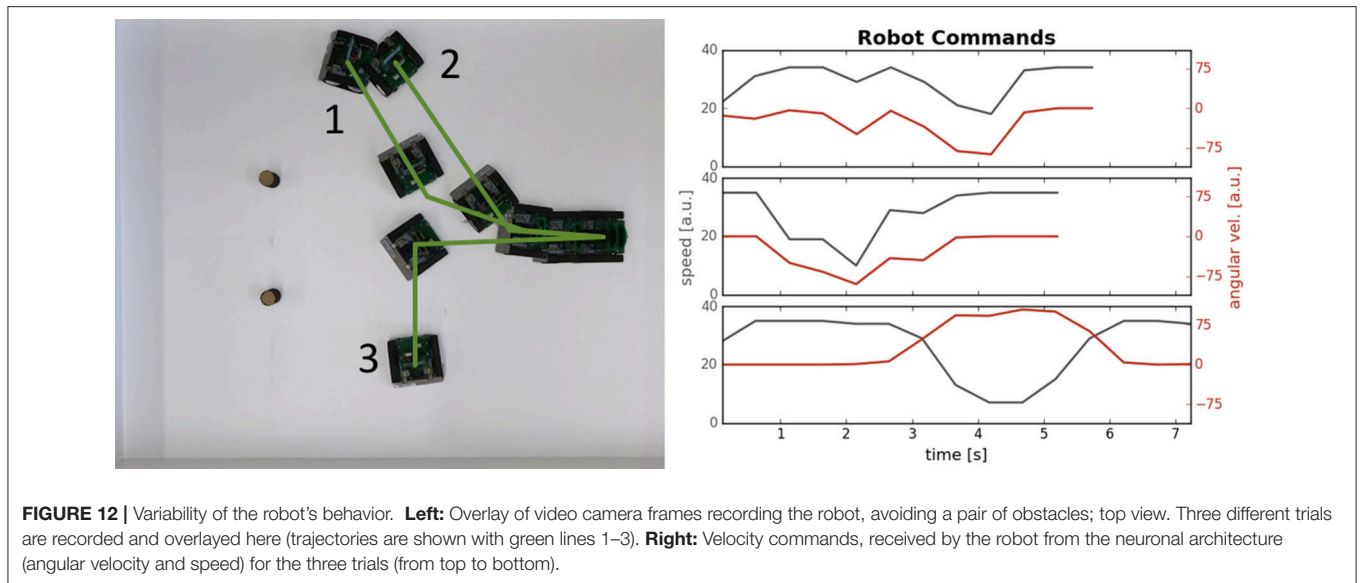 1
2
3
Robot Commands
40
20
0
75
0
−75
40
20
0
75
0
−75
40
20
0
75
0
−75
speed [a.u.]
angular vel. [a.u.]
1 2 3 4 5 6 7
time [s]
FIGURE 12 | Variability of the robot's behavior. Left: Overlay of video camera frames recording the robot, avoiding a pair of obstacles; top view. Three different trials
are recorded and overlayed here (trajectories are shown with green lines 1–3). Right: Velocity commands, received by the robot from the neuronal architecture
(angular velocity and speed) for the three trials (from top to bottom).